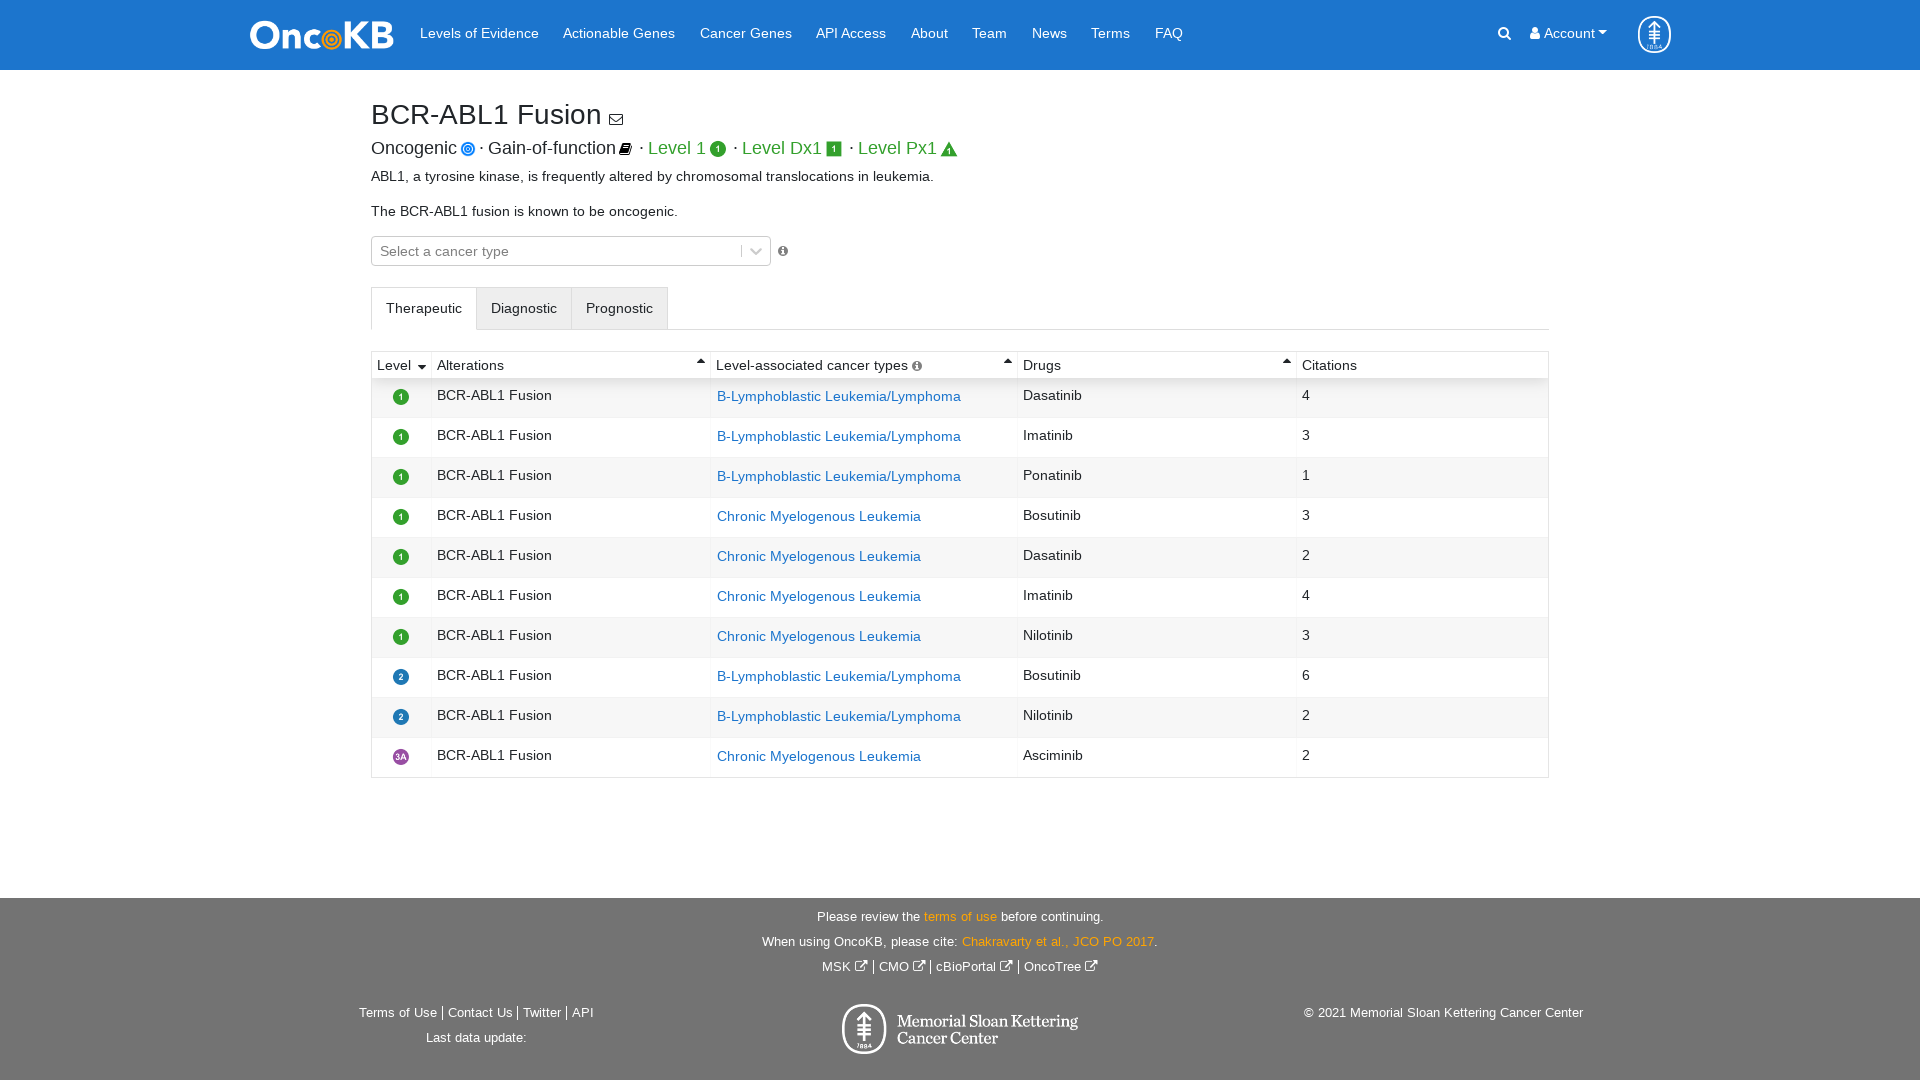 OncoKB Levels of Evidence Actionable Genes Cancer Genes API Access About Team News Terms FAQ Account
1884
BCR-ABL1 Fusion
Oncogenic · Gain-of-function · Level 1 1 · Level Dx1 1 · Level Px1 1
ABL1, a tyrosine kinase, is frequently altered by chromosomal translocations in leukemia.
The BCR-ABL1 fusion is known to be oncogenic.
Select a cancer type
Therapeutic Diagnostic Prognostic
Level Alterations Level-associated cancer types Drugs Citations
1 BCR-ABL1 Fusion B-Lymphoblastic Leukemia/Lymphoma Dasatinib 4
1 BCR-ABL1 Fusion B-Lymphoblastic Leukemia/Lymphoma Imatinib 3
1 BCR-ABL1 Fusion B-Lymphoblastic Leukemia/Lymphoma Ponatinib 1
1 BCR-ABL1 Fusion Chronic Myelogenous Leukemia Bosutinib 3
1 BCR-ABL1 Fusion Chronic Myelogenous Leukemia Dasatinib 2
1 BCR-ABL1 Fusion Chronic Myelogenous Leukemia Imatinib 4
1 BCR-ABL1 Fusion Chronic Myelogenous Leukemia Nilotinib 3
2 BCR-ABL1 Fusion B-Lymphoblastic Leukemia/Lymphoma Bosutinib 6
2 BCR-ABL1 Fusion B-Lymphoblastic Leukemia/Lymphoma Nilotinib 2
3A BCR-ABL1 Fusion Chronic Myelogenous Leukemia Asciminib 2
Please review the terms of use before continuing.
When using OncoKB, please cite: Chakravarty et al., JCO PO 2017.
MSK | CMO | cBioPortal | OncoTree
Terms of Use | Contact Us | Twitter | API
Last data update:
1884
Memorial Sloan Kettering
Cancer Center
© 2021 Memorial Sloan Kettering Cancer Center